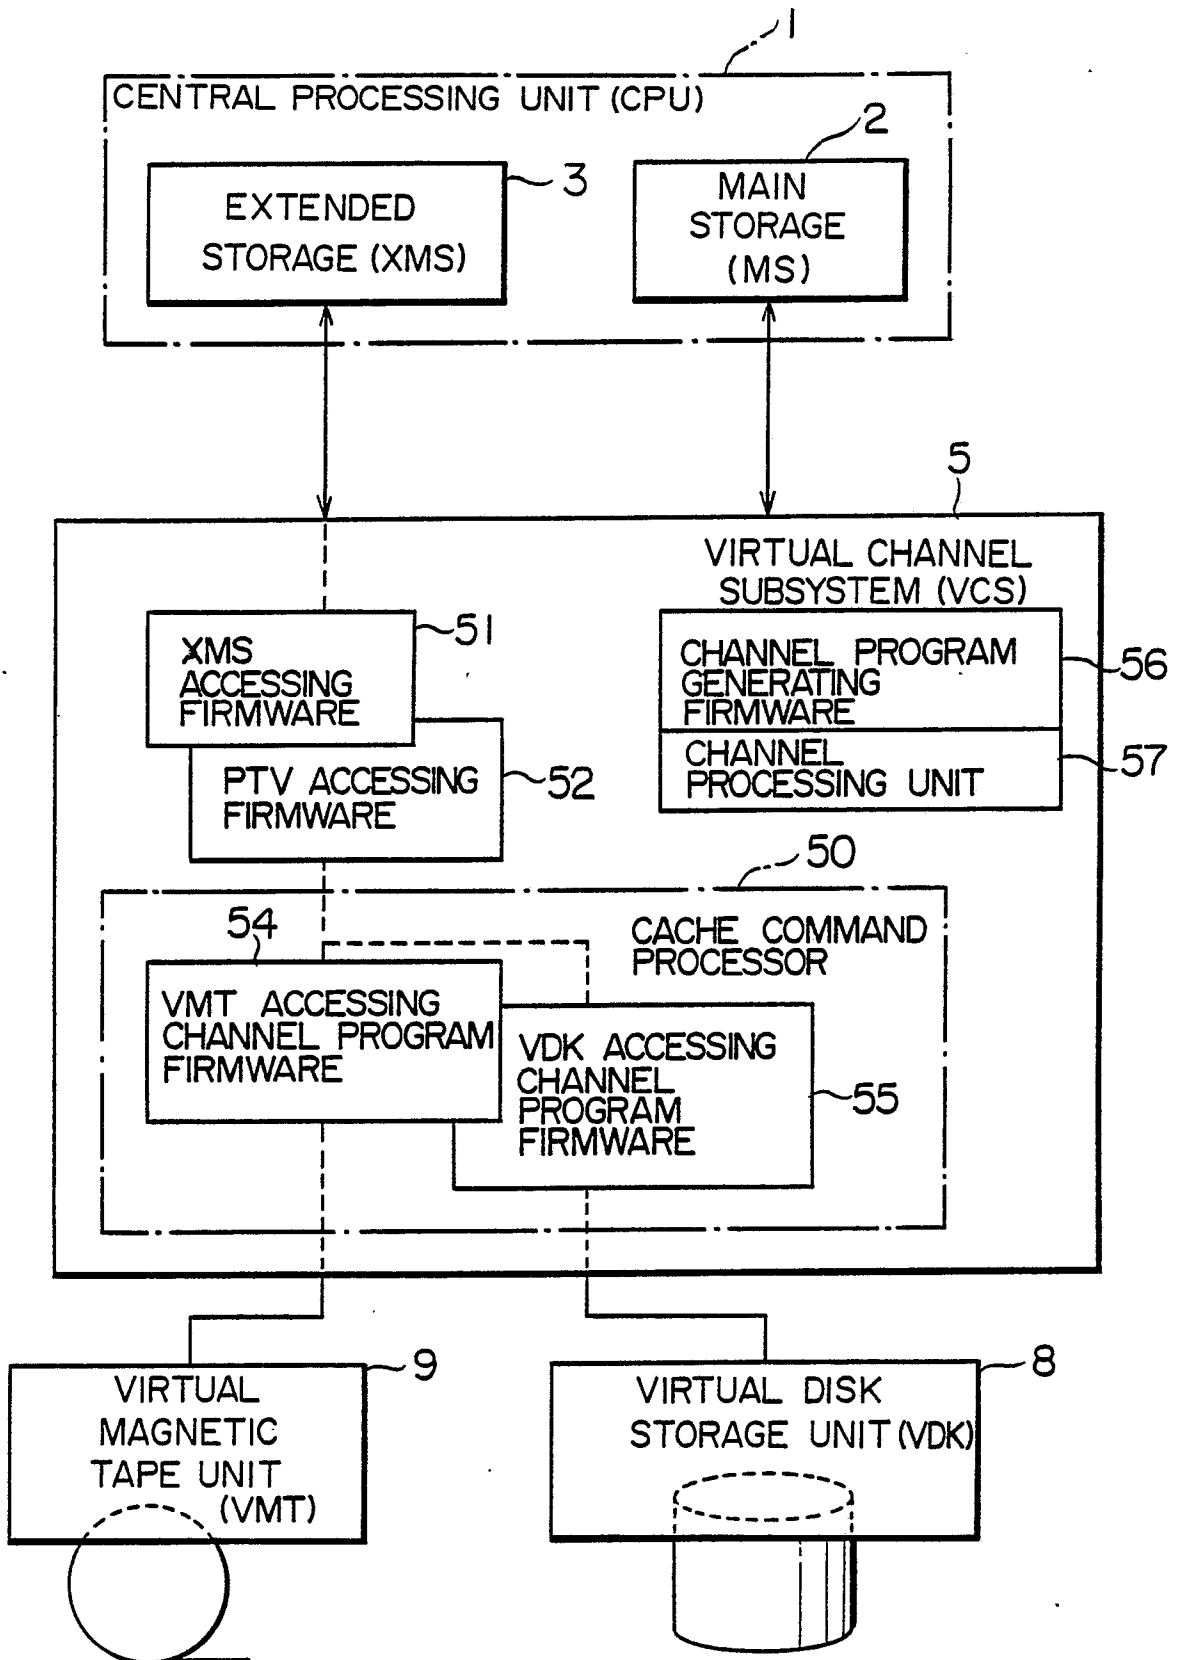 1
CENTRAL PROCESSING UNIT (CPU)
2
3
EXTENDED
STORAGE (XMS)
MAIN
STORAGE
(MS)
5
VIRTUAL CHANNEL
SUBSYSTEM (VCS)
51
XMS
ACCESSING
FIRMWARE
CHANNEL PROGRAM
GENERATING
FIRMWARE
56
PTV ACCESSING
FIRMWARE
52
CHANNEL
PROCESSING UNIT
57
50
54
CACHE COMMAND
PROCESSOR
VMT ACCESSING
CHANNEL PROGRAM
FIRMWARE
VDK ACCESSING
CHANNEL
PROGRAM
FIRMWARE
55
9
VIRTUAL
MAGNETIC
TAPE UNIT
(VMT)
8
VIRTUAL DISK
STORAGE UNIT (VDK)